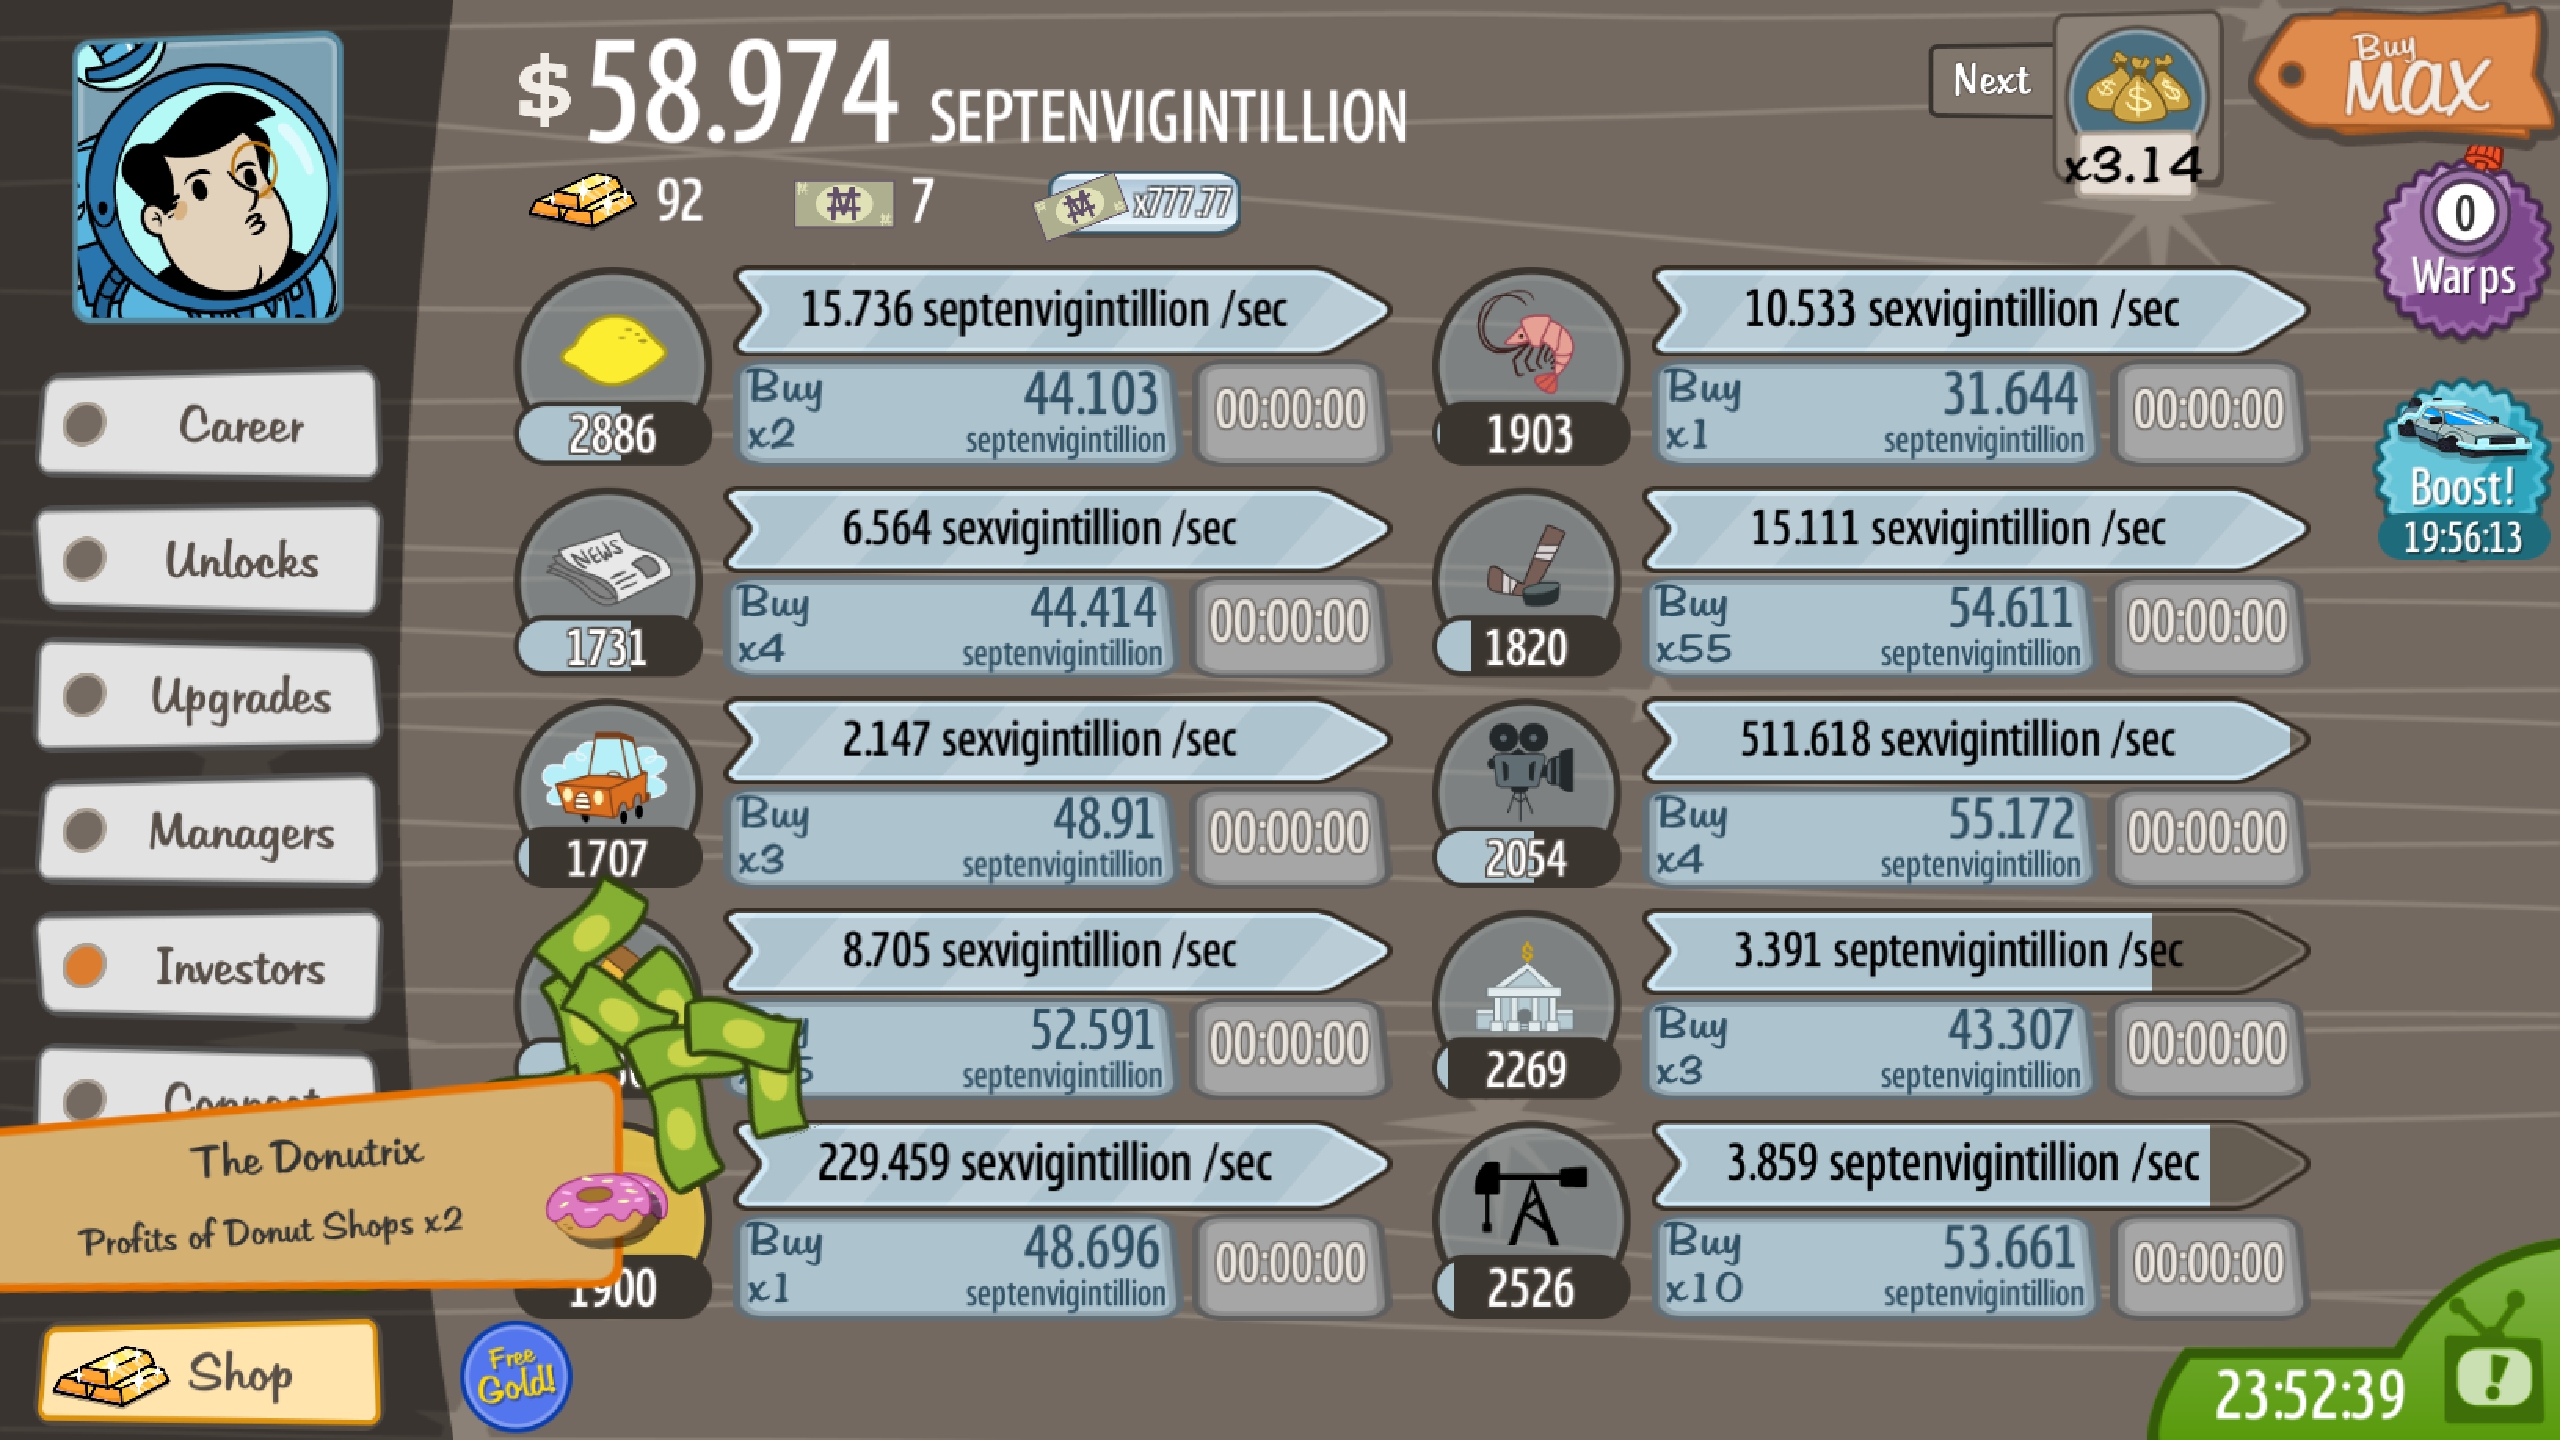 $58.974 SEPTENVIGINTILLION
92
7
x777.77
Next
x3.14
Buy
MAX
0
Warps
Boost!
19:56:13
Career
Unlocks
Upgrades
Managers
Investors
Connect
The Donutrix
Profits of Donut Shops x2
Shop
Free
Gold!
15.736 septenvigintillion /sec
2886
Buy
x2
44.103
septenvigintillion
00:00:00
10.533 sexvigintillion /sec
1903
Buy
x1
31.644
septenvigintillion
00:00:00
NEWS
6.564 sexvigintillion /sec
1731
Buy
x4
44.414
septenvigintillion
00:00:00
15.111 sexvigintillion /sec
1820
Buy
x55
54.611
septenvigintillion
00:00:00
2.147 sexvigintillion /sec
1707
Buy
x3
48.91
septenvigintillion
00:00:00
511.618 sexvigintillion /sec
2054
Buy
x4
55.172
septenvigintillion
00:00:00
8.705 sexvigintillion /sec
52.591
septenvigintillion
00:00:00
3.391 septenvigintillion /sec
2269
Buy
x3
43.307
septenvigintillion
00:00:00
229.459 sexvigintillion /sec
1900
Buy
x1
48.696
septenvigintillion
00:00:00
3.859 septenvigintillion /sec
2526
Buy
x10
53.661
septenvigintillion
00:00:00
23:52:39